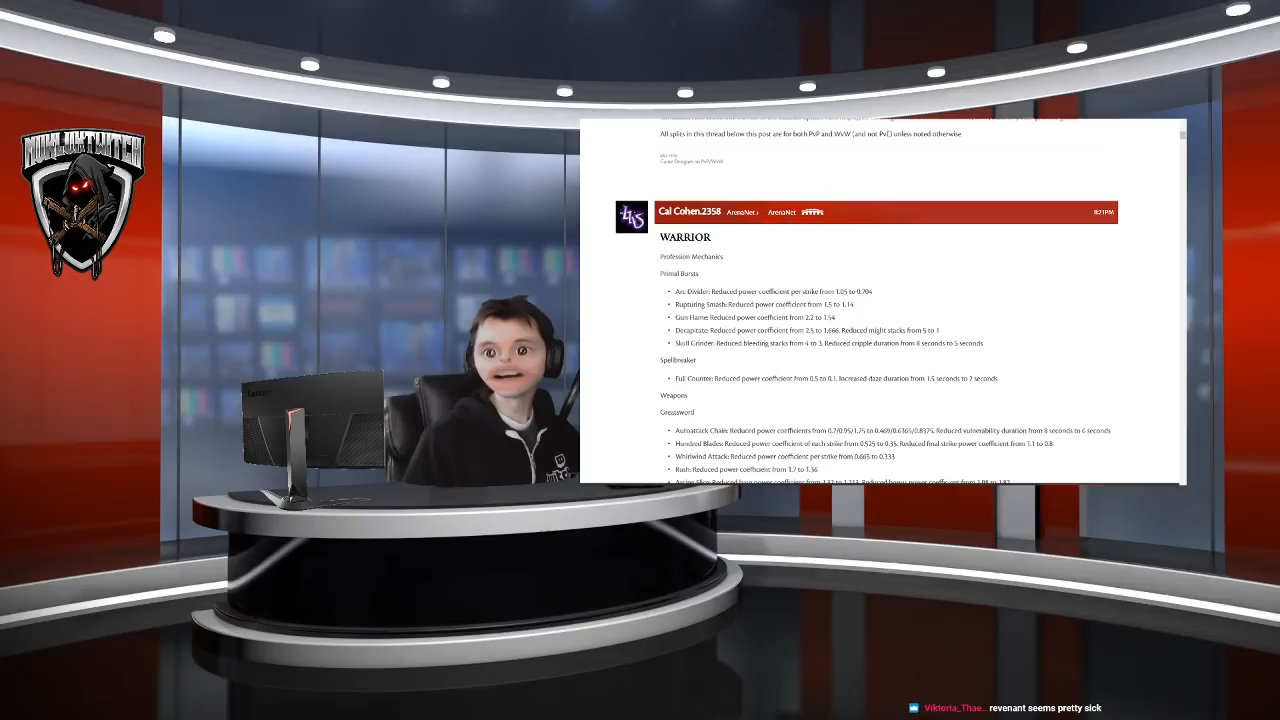 All splits in this thread below this post are for both PvP and WvW (and not PvE) unless noted otherwise
Game Designer on PvP/WvW
Cal Cohen.2358 ArenaNet › ArenaNet 8:21PM
WARRIOR
Profession Mechanics
Primal Bursts
• Arc Divider: Reduced power coefficient per strike from 1.05 to 0.704
• Rupturing Smash: Reduced power coefficient from 1.5 to 1.14
• Gun Flame: Reduced power coefficient from 2.2 to 1.54
• Decapitate: Reduced power coefficient from 2.5 to 1.666. Reduced might stacks from 5 to 1
• Skull Grinder: Reduced bleeding stacks from 4 to 3. Reduced cripple duration from 8 seconds to 5 seconds
Spellbreaker
• Full Counter: Reduced power coefficient from 0.5 to 0.1. Increased daze duration from 1.5 seconds to 2 seconds
Weapons
Greatsword
• Autoattack Chain: Reduced power coefficients from 0.7/0.95/1.25 to 0.469/0.6365/0.8375. Reduced vulnerability duration from 8 seconds to 6 seconds
• Hundred Blades: Reduced power coefficient of each strike from 0.525 to 0.35. Reduced final strike power coefficient from 1.1 to 0.8
• Whirlwind Attack: Reduced power coefficient per strike from 0.665 to 0.333
• Rush: Reduced power coefficient from 1.7 to 1.36
Viktoria_Thae... revenant seems pretty sick